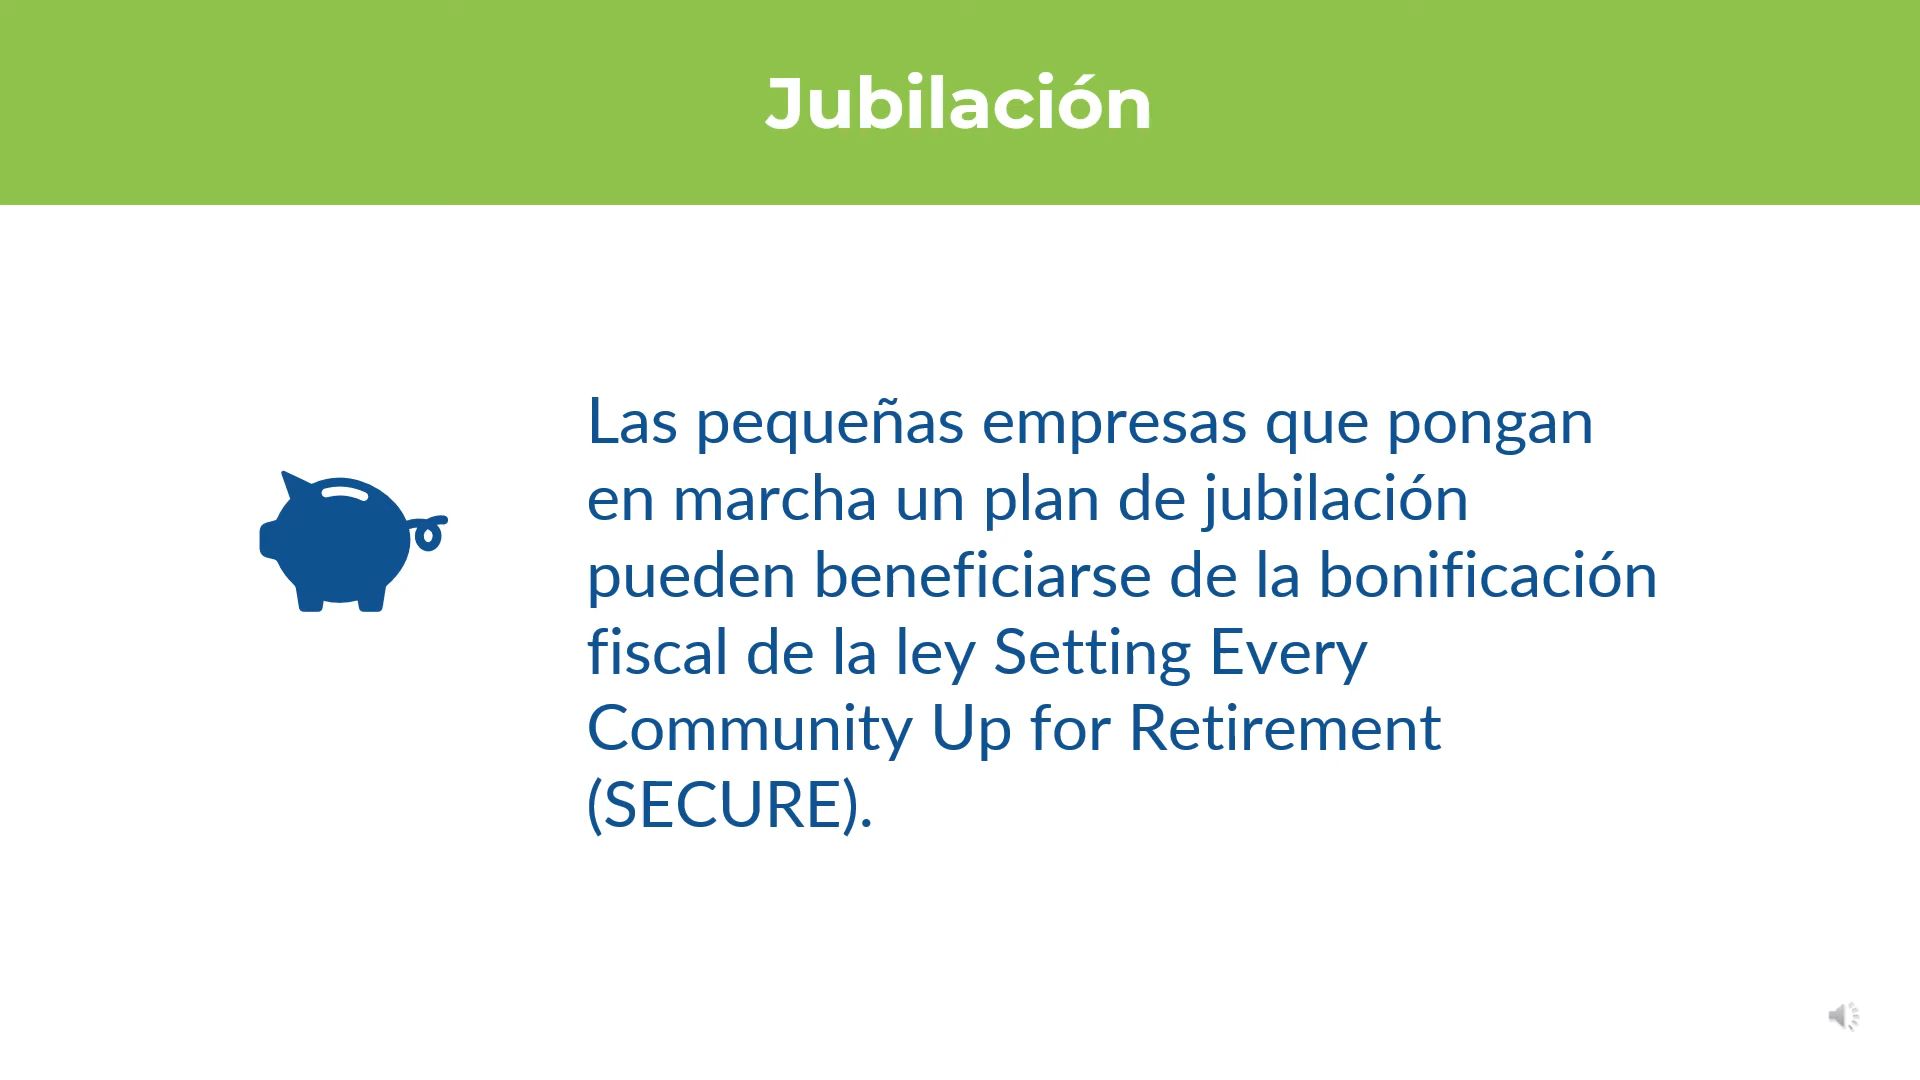 Jubilación
Las pequeñas empresas que pongan
en marcha un plan de jubilación
pueden beneficiarse de la bonificación
fiscal de la ley Setting Every
Community Up for Retirement
(SECURE).